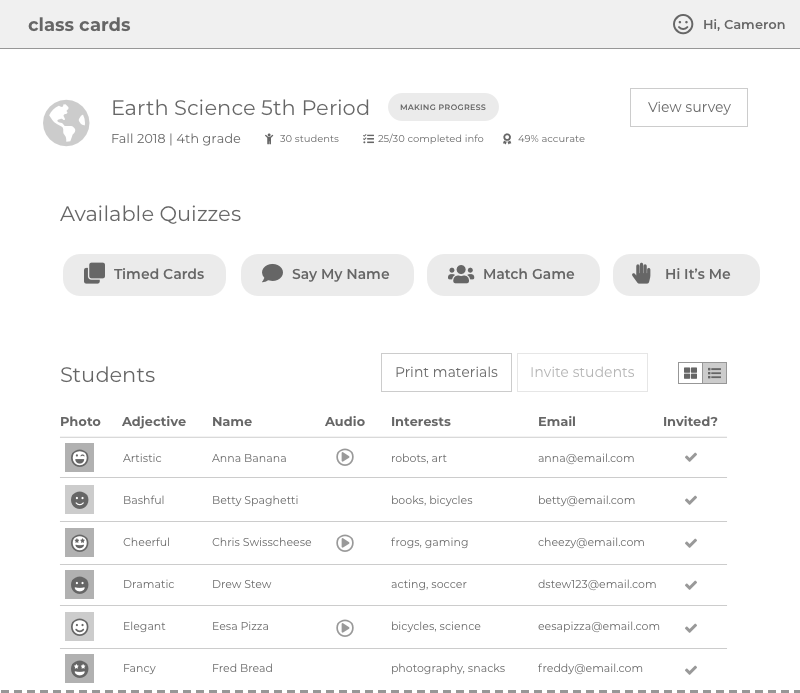 class cards
Hi, Cameron
Earth Science 5th Period
MAKING PROGRESS
View survey
Fall 2018 | 4th grade
30 students
25/30 completed info
49% accurate
Available Quizzes
Timed Cards
Say My Name
Match Game
Hi It's Me
Students
Print materials
Invite students
Photo Adjective Name Audio Interests Email Invited?
Artistic Anna Banana robots, art anna@email.com
Bashful Betty Spaghetti books, bicycles betty@email.com
Cheerful Chris Swisscheese frogs, gaming cheezy@email.com
Dramatic Drew Stew acting, soccer dstew123@email.com
Elegant Eesa Pizza bicycles, science eesapizza@email.com
Fancy Fred Bread photography, snacks freddy@email.com